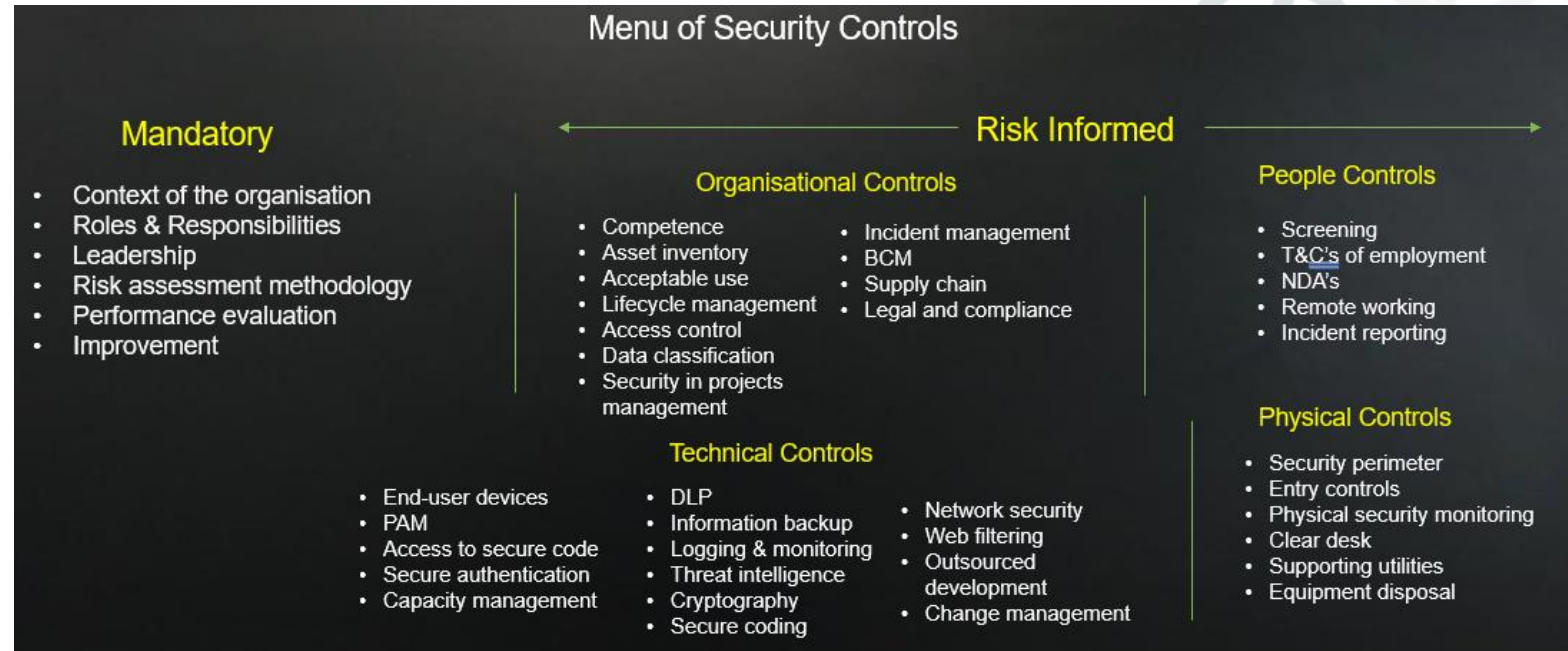 Menu of Security Controls
Mandatory
• Context of the organisation
• Roles & Responsibilities
• Leadership
• Risk assessment methodology
• Performance evaluation
• Improvement
Risk Informed
Organisational Controls
• Competence
• Asset inventory
• Acceptable use
• Lifecycle management
• Access control
• Data classification
• Security in projects
management
• Incident management
• BCM
• Supply chain
• Legal and compliance
People Controls
• Screening
• T&C's of employment
• NDA's
• Remote working
• Incident reporting
Technical Controls
• End-user devices
• PAM
• Access to secure code
• Secure authentication
• Capacity management
• DLP
• Information backup
• Logging & monitoring
• Threat intelligence
• Cryptography
• Secure coding
• Network security
• Web filtering
• Outsourced
development
• Change management
Physical Controls
• Security perimeter
• Entry controls
• Physical security monitoring
• Clear desk
• Supporting utilities
• Equipment disposal